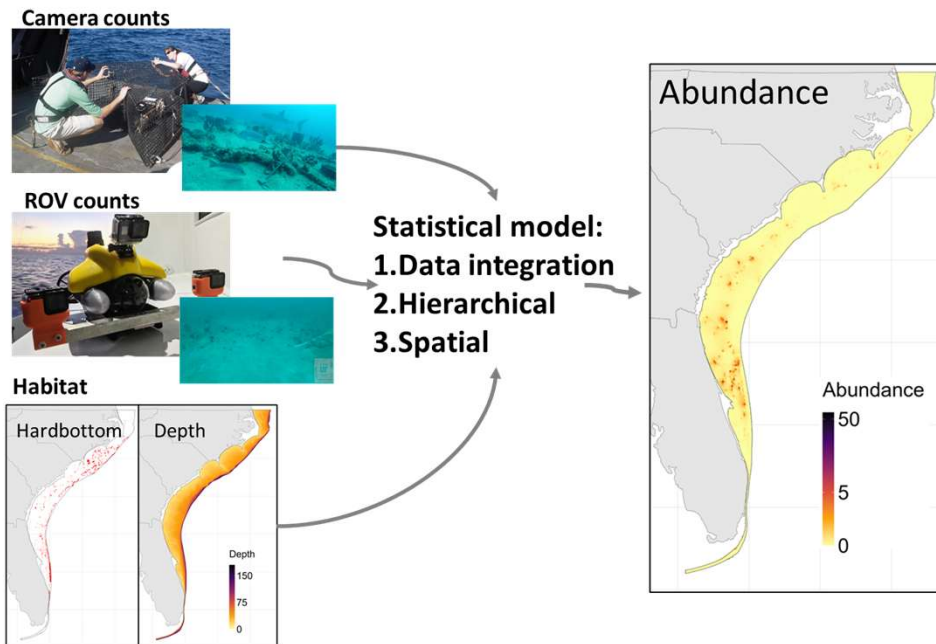 Camera counts
ROV counts
Habitat
Hardbottom
Depth
Depth
150
75
0
Statistical model:
1.Data integration
2.Hierarchical
3.Spatial
Abundance
Abundance
50
5
0